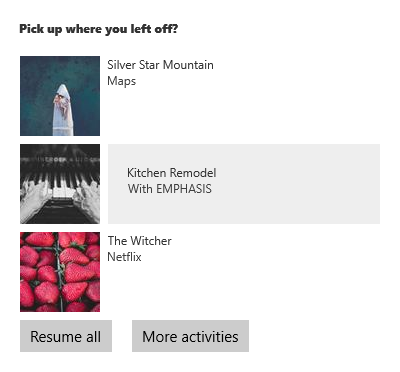 Pick up where you left off?
Silver Star Mountain
Maps
Kitchen Remodel
With EMPHASIS
The Witcher
Netflix
Resume all
More activities